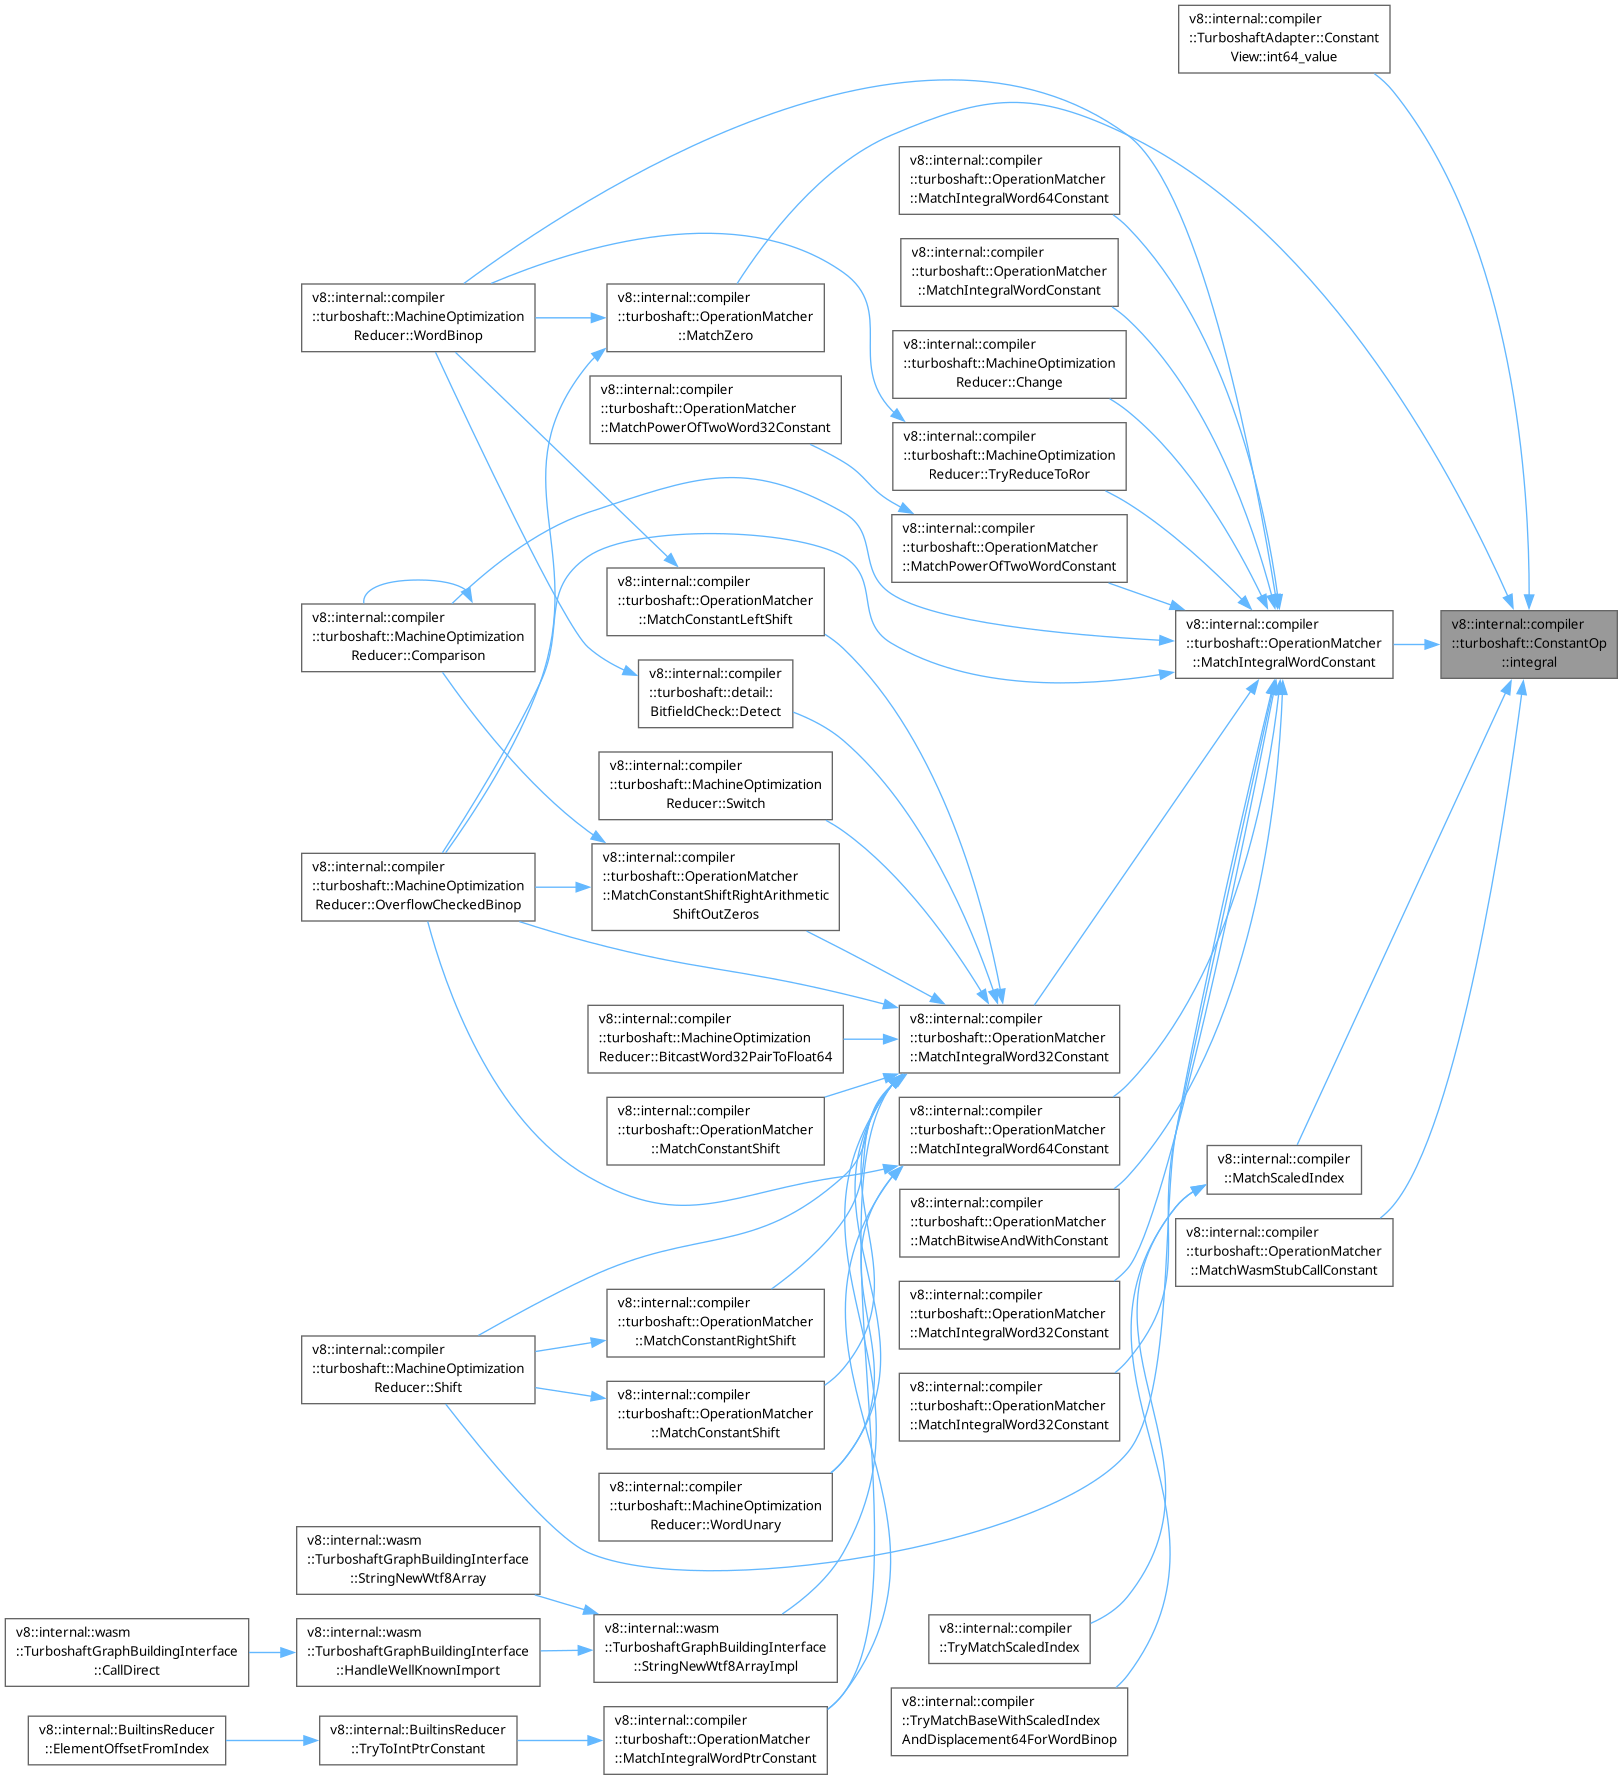 v8::internal::compiler
::TurboshaftAdapter::Constant
View::int64_value
v8::internal::compiler
::turboshaft::OperationMatcher
::MatchIntegralWord64Constant
v8::internal::compiler
::turboshaft::OperationMatcher
::MatchIntegralWordConstant
v8::internal::compiler
::turboshaft::MachineOptimization
Reducer::WordBinop
v8::internal::compiler
::turboshaft::OperationMatcher
::MatchZero
v8::internal::compiler
::turboshaft::MachineOptimization
Reducer::Change
v8::internal::compiler
::turboshaft::OperationMatcher
::MatchPowerOfTwoWord32Constant
v8::internal::compiler
::turboshaft::MachineOptimization
Reducer::TryReduceToRor
v8::internal::compiler
::turboshaft::OperationMatcher
::MatchPowerOfTwoWordConstant
v8::internal::compiler
::turboshaft::OperationMatcher
::MatchConstantLeftShift
v8::internal::compiler
::turboshaft::MachineOptimization
Reducer::Comparison
v8::internal::compiler
::turboshaft::OperationMatcher
::MatchIntegralWordConstant
v8::internal::compiler
::turboshaft::ConstantOp
::integral
v8::internal::compiler
::turboshaft::detail::
BitfieldCheck::Detect
v8::internal::compiler
::turboshaft::MachineOptimization
Reducer::Switch
v8::internal::compiler
::turboshaft::MachineOptimization
Reducer::OverflowCheckedBinop
v8::internal::compiler
::turboshaft::OperationMatcher
::MatchConstantShiftRightArithmetic
ShiftOutZeros
v8::internal::compiler
::turboshaft::MachineOptimization
Reducer::BitcastWord32PairToFloat64
v8::internal::compiler
::turboshaft::OperationMatcher
::MatchIntegralWord32Constant
v8::internal::compiler
::turboshaft::OperationMatcher
::MatchConstantShift
v8::internal::compiler
::turboshaft::OperationMatcher
::MatchIntegralWord64Constant
v8::internal::compiler
::MatchScaledIndex
v8::internal::compiler
::turboshaft::OperationMatcher
::MatchBitwiseAndWithConstant
v8::internal::compiler
::turboshaft::OperationMatcher
::MatchWasmStubCallConstant
v8::internal::compiler
::turboshaft::OperationMatcher
::MatchConstantRightShift
v8::internal::compiler
::turboshaft::OperationMatcher
::MatchIntegralWord32Constant
v8::internal::compiler
::turboshaft::MachineOptimization
Reducer::Shift
v8::internal::compiler
::turboshaft::OperationMatcher
::MatchConstantShift
v8::internal::compiler
::turboshaft::OperationMatcher
::MatchIntegralWord32Constant
v8::internal::compiler
::turboshaft::MachineOptimization
Reducer::WordUnary
v8::internal::wasm
::TurboshaftGraphBuildingInterface
::StringNewWtf8Array
v8::internal::wasm
::TurboshaftGraphBuildingInterface
::CallDirect
v8::internal::wasm
::TurboshaftGraphBuildingInterface
::HandleWellKnownImport
v8::internal::wasm
::TurboshaftGraphBuildingInterface
::StringNewWtf8ArrayImpl
v8::internal::compiler
::TryMatchScaledIndex
v8::internal::BuiltinsReducer
::ElementOffsetFromIndex
v8::internal::BuiltinsReducer
::TryToIntPtrConstant
v8::internal::compiler
::turboshaft::OperationMatcher
::MatchIntegralWordPtrConstant
v8::internal::compiler
::TryMatchBaseWithScaledIndex
AndDisplacement64ForWordBinop